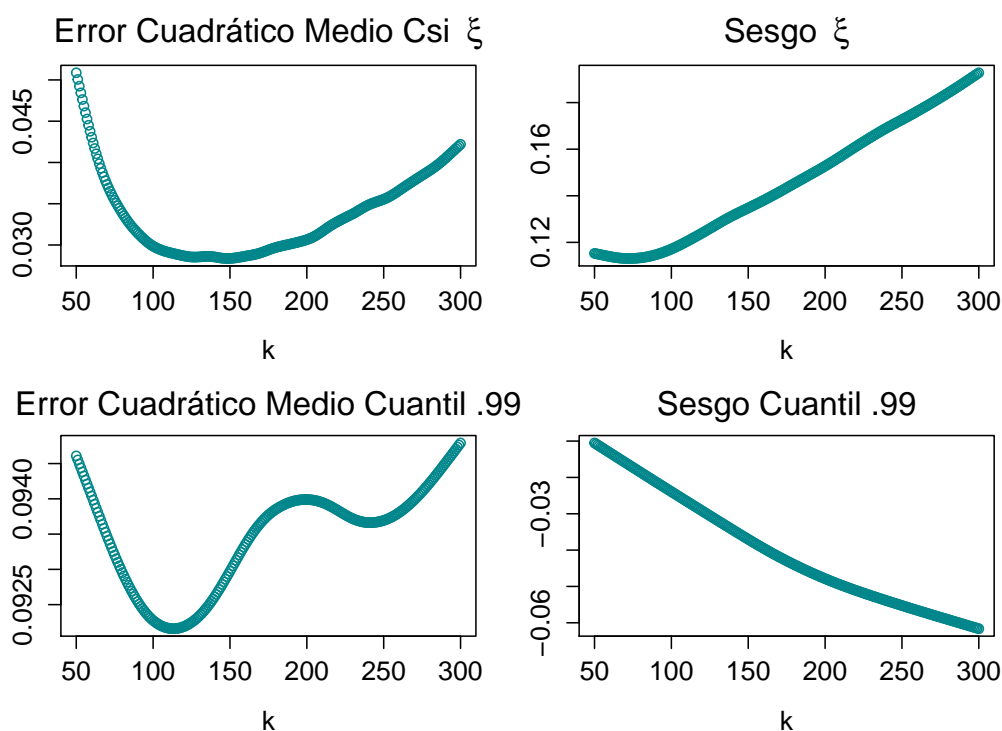 Error Cuadrático Medio Csi ξ
0.045
0.030
50 100 150 200 250 300
k
Sesgo ξ
0.16
0.12
50 100 150 200 250 300
k
Error Cuadrático Medio Cuantil .99
0.0940
0.0925
50 100 150 200 250 300
k
Sesgo Cuantil .99
−0.03
−0.06
50 100 150 200 250 300
k